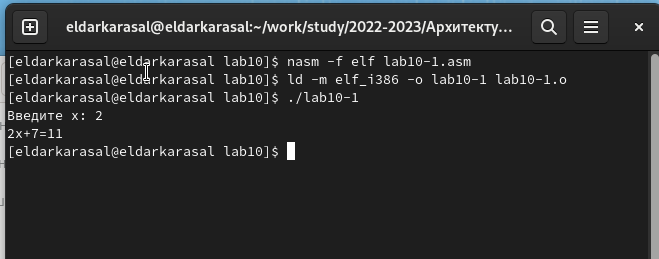 eldarkarasal@eldarkarasal:~/work/study/2022-2023/Архитекту...
[eldarkarasal@eldarkarasal lab10]$ nasm -f elf lab10-1.asm
[eldarkarasal@eldarkarasal lab10]$ ld -m elf_i386 -o lab10-1 lab10-1.o
[eldarkarasal@eldarkarasal lab10]$ ./lab10-1
Введите x: 2
2x+7=11
[eldarkarasal@eldarkarasal lab10]$